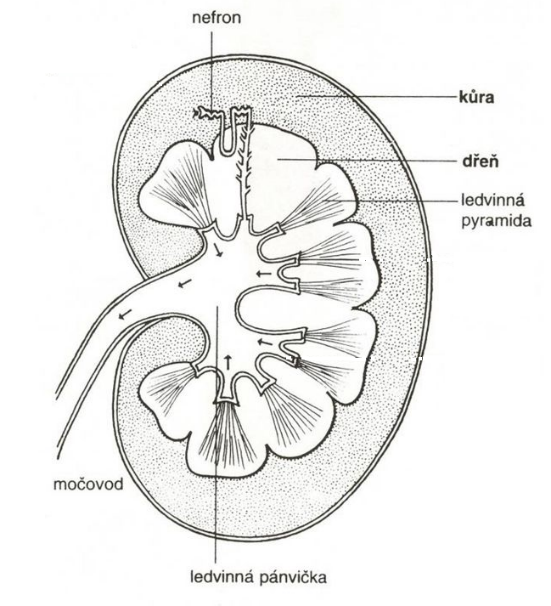 nefron
kůra
dřeň
ledvinná
pyramida
močovod
ledvinná pánvička